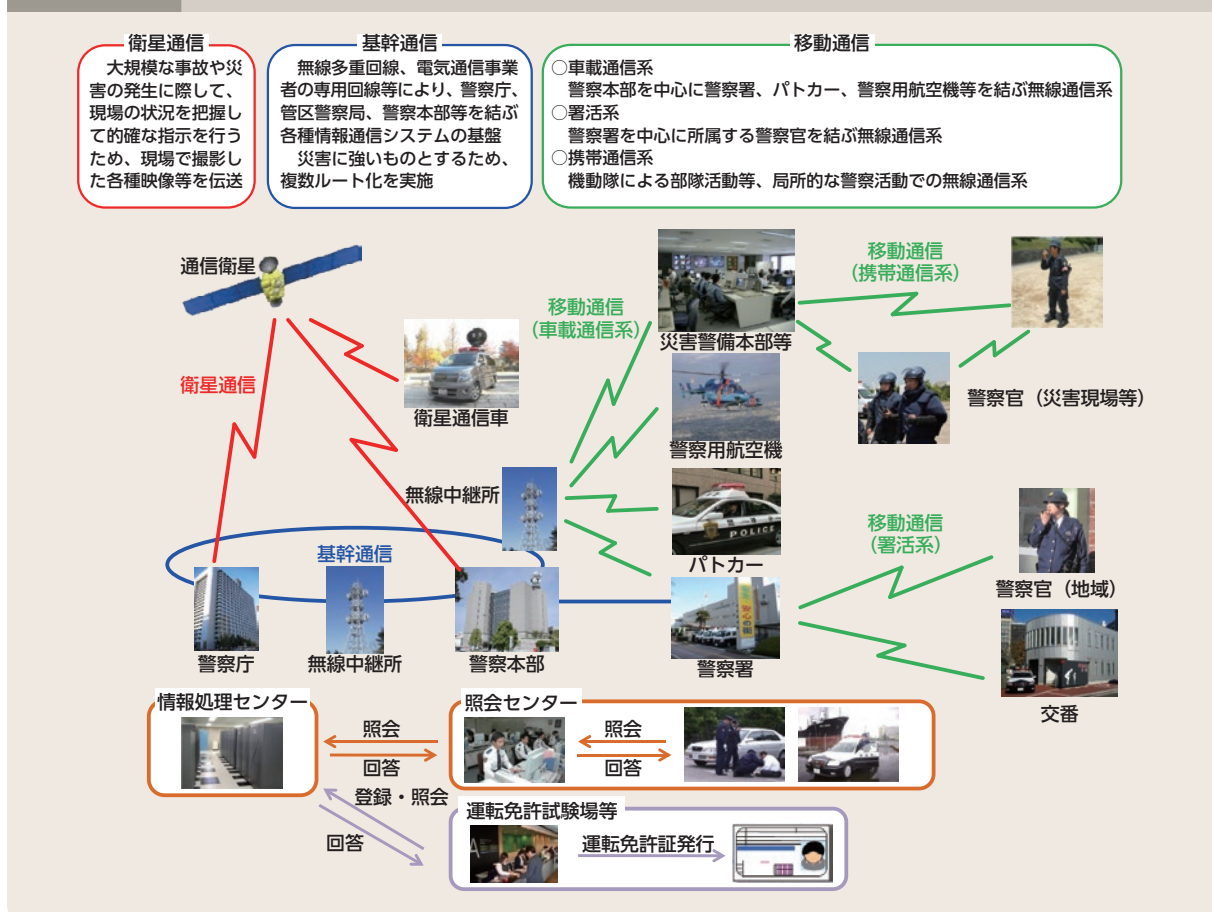 衛星通信
大規模な事故や災
害の発生に際して、
現場の状況を把握し
て的確な指示を行う
ため、現場で撮影し
た各種映像等を伝送
基幹通信
無線多重回線、電気通信事業
者の専用回線等により、警察庁、
管区警察局、警察本部等を結ぶ
各種情報通信システムの基盤
災害に強いものとするため、
複数ルート化を実施
移動通信
○車載通信系
警察本部を中心に警察署、パトカー、警察用航空機等を結ぶ無線通信系
○署活系
警察署を中心に所属する警察官を結ぶ無線通信系
○携帯通信系
機動隊による部隊活動等、局所的な警察活動での無線通信系
通信衛星
衛星通信
衛星通信車
移動通信
（車載通信系）
災害警備本部等
移動通信
（携帯通信系）
警察官（災害現場等）
警察用航空機
無線中継所
POLICE
パトカー
移動通信
（署活系）
警察官（地域）
基幹通信
安心の街
警察庁
無線中継所
警察本部
警察署
交番
情報処理センター
照会
回答
照会センター
照会
回答
登録・照会
回答
運転免許試験場等
運転免許証発行